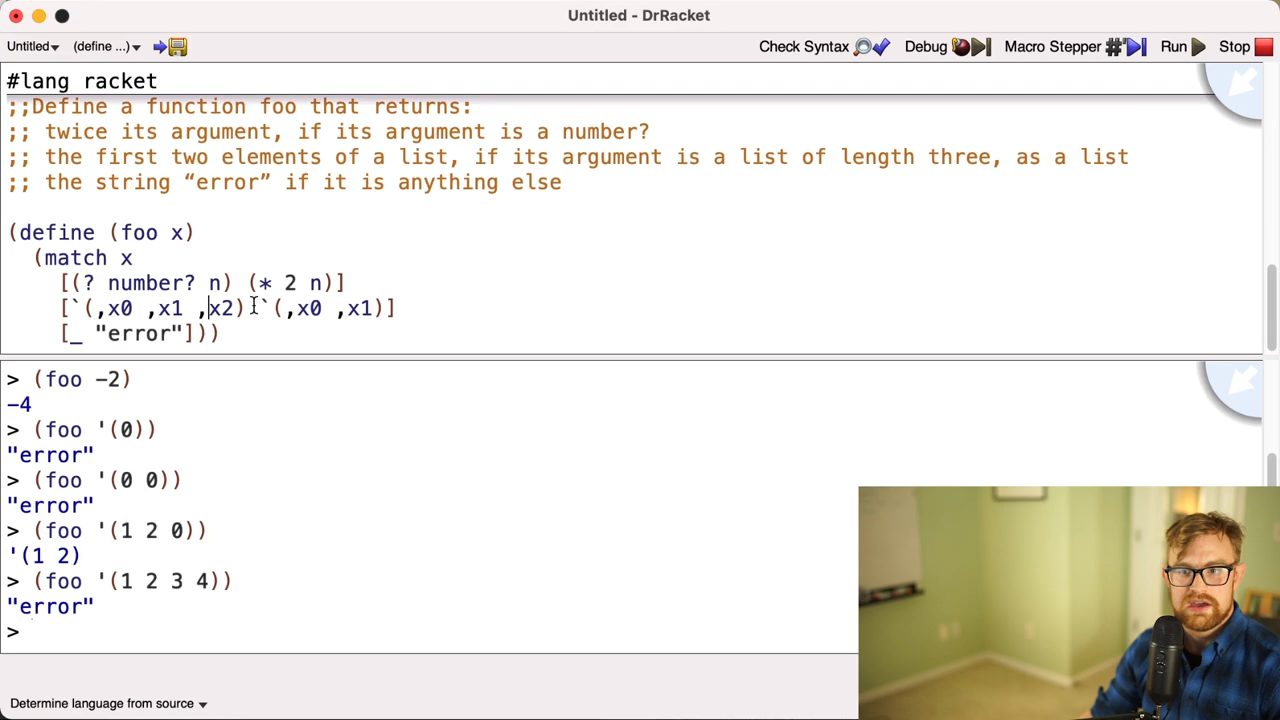 Untitled - DrRacket
Untitled (define ...) Check Syntax Debug Macro Stepper Run Stop
#lang racket
;;Define a function foo that returns:
;; twice its argument, if its argument is a number?
;; the first two elements of a list, if its argument is a list of length three, as a list
;; the string “error” if it is anything else
(define (foo x)
(match x
[(? number? n) (* 2 n)]
[`(,x0 ,x1 ,x2) `(,x0 ,x1)]
[_ "error"]))
> (foo -2)
-4
> (foo '(0))
"error"
> (foo '(0 0))
"error"
> (foo '(1 2 0))
'(1 2)
> (foo '(1 2 3 4))
"error"
>
Determine language from source